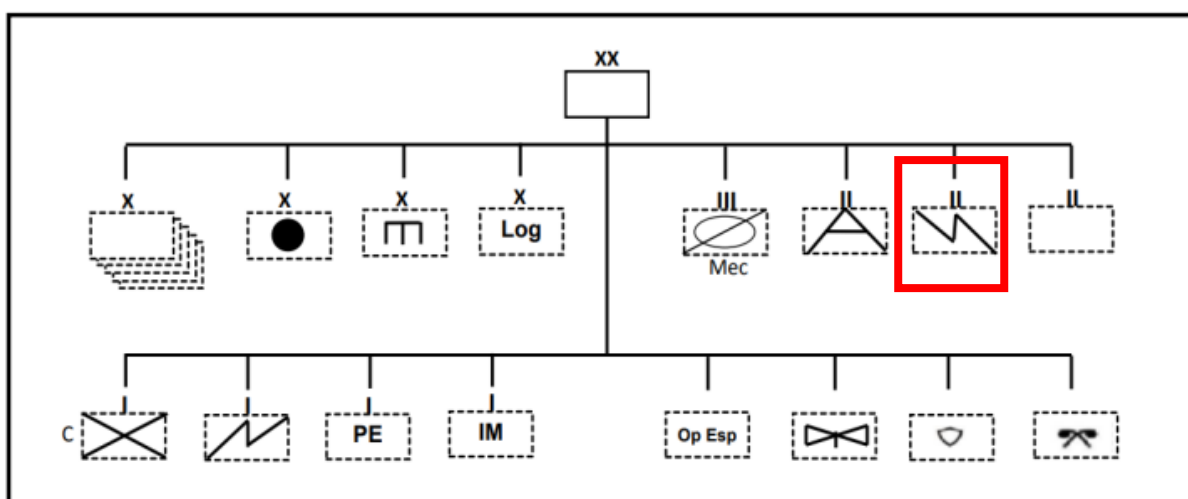 XX
X X X X III II II II
Log
Mec
I I I I
C PE IM Op Esp